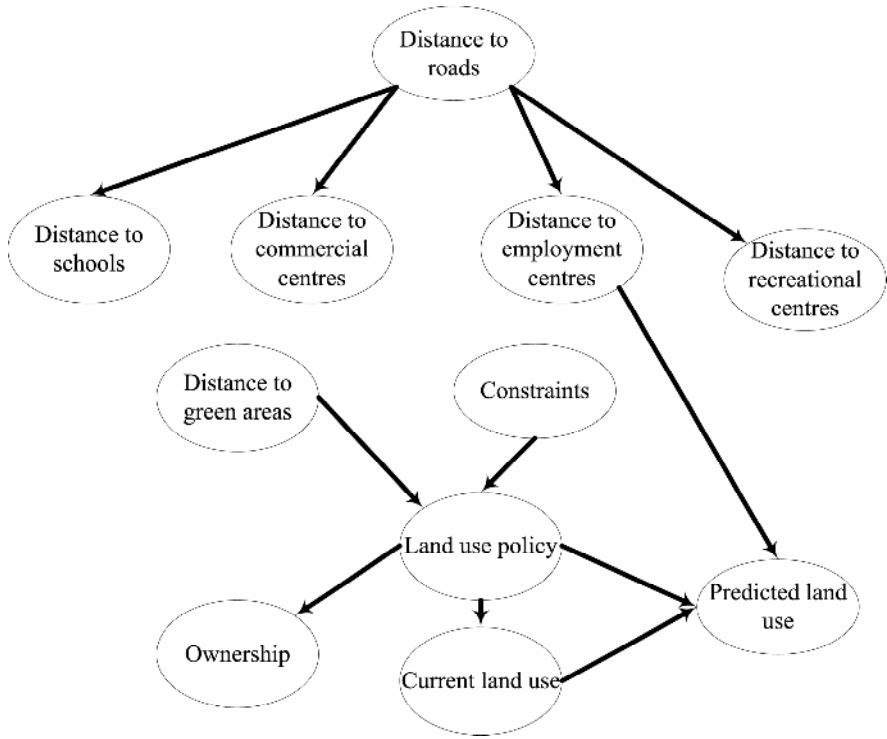 Distance to
roads
Distance to
schools
Distance to
commercial
centres
Distance to
employment
centres
Distance to
recreational
centres
Distance to
green areas
Constraints
Land use policy
Predicted land
use
Ownership
Current land use